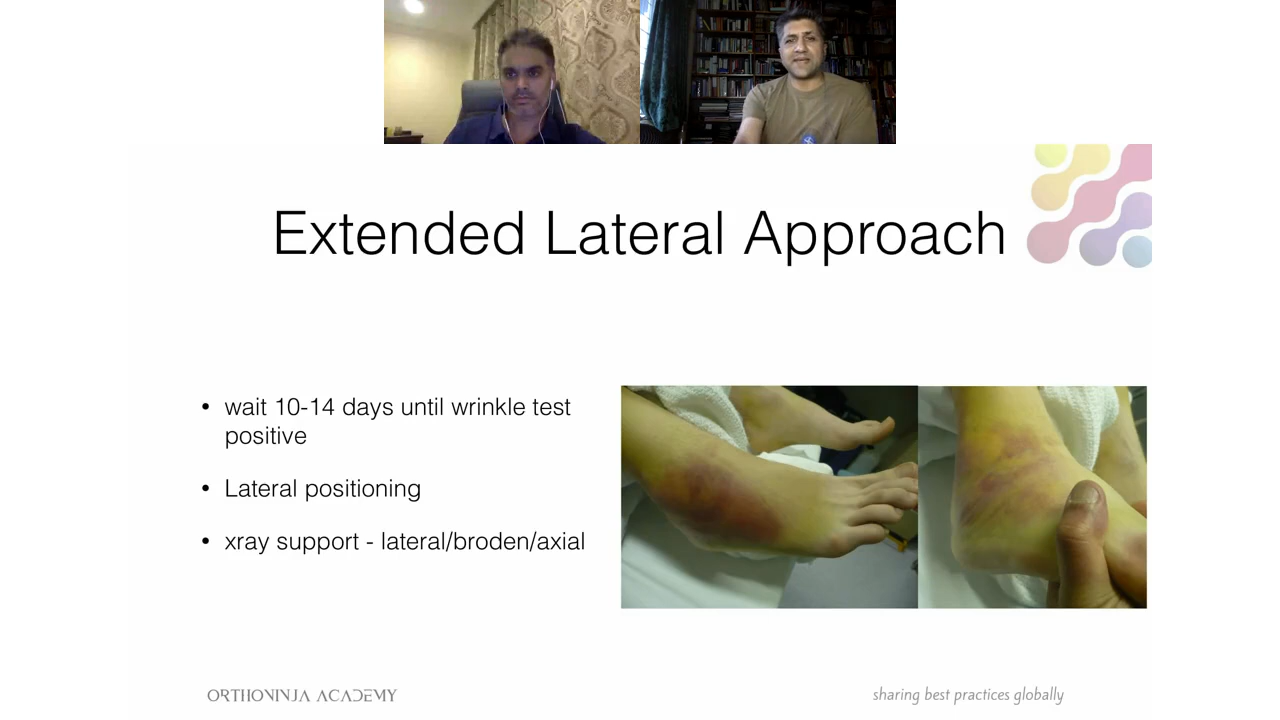 Extended Lateral Approach
• wait 10-14 days until wrinkle test
positive
• Lateral positioning
• xray support - lateral/broden/axial
ORTHONINJA ACADEMY
sharing best practices globally